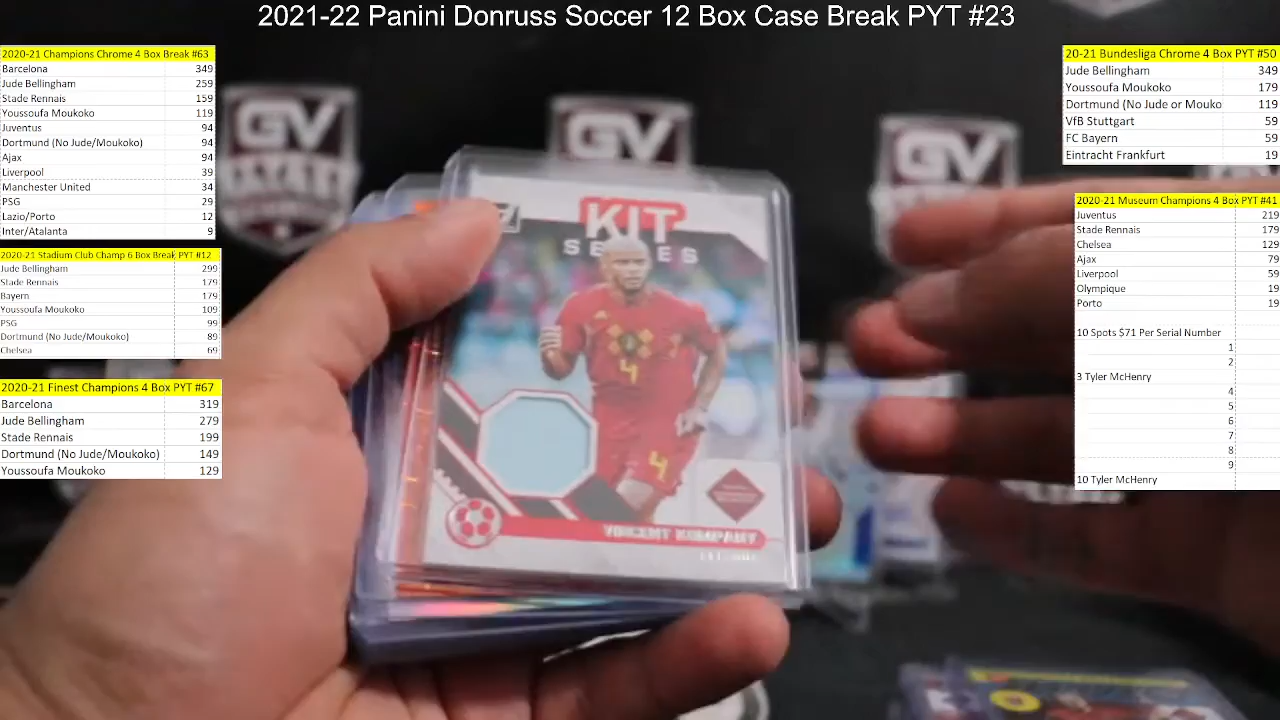 2021-22 Panini Donruss Soccer 12 Box Case Break PYT #23
2020-21 Champions Chrome 4 Box Break #63
Barcelona 349
Jude Bellingham 259
Stade Rennais 159
Youssoufa Moukoko 119
Juventus 94
Dortmund (No Jude/Moukoko) 94
Ajax 94
Liverpool 39
Manchester United 34
PSG 29
Lazio/Porto 12
Inter/Atalanta 9
2020-21 Stadium Club Champ 6 Box Break PYT #12
Jude Bellingham 299
Stade Rennais 179
Bayern 179
Youssoufa Moukoko 109
PSG 99
Dortmund (No Jude/Moukoko) 89
Chelsea 69
2020-21 Finest Champions 4 Box PYT #67
Barcelona 319
Jude Bellingham 279
Stade Rennais 199
Dortmund (No Jude/Moukoko) 149
Youssoufa Moukoko 129
GV
GV
GV
KIT
SERIES
4
4
VINCENT KOMPANY
20-21 Bundesliga Chrome 4 Box PYT #50
Jude Bellingham 349
Youssoufa Moukoko 179
Dortmund (No Jude or Mouko 119
VfB Stuttgart 59
FC Bayern 59
Eintracht Frankfurt 19
2020-21 Museum Champions 4 Box PYT #41
Juventus 219
Stade Rennais 179
Chelsea 129
Ajax 79
Liverpool 59
Olympique 19
Porto 19
10 Spots $71 Per Serial Number
1
2
3 Tyler McHenry
4
5
6
7
8
9
10 Tyler McHenry